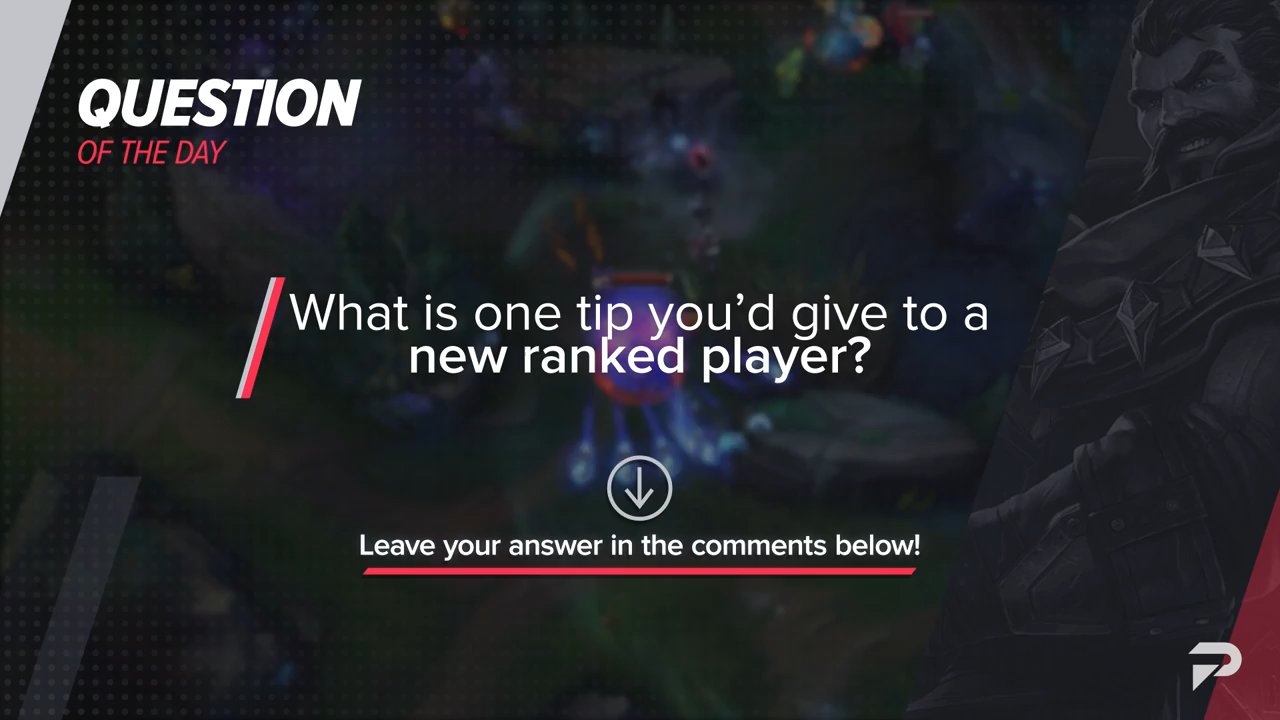 QUESTION
OF THE DAY
What is one tip you’d give to a
new ranked player?
Leave your answer in the comments below!